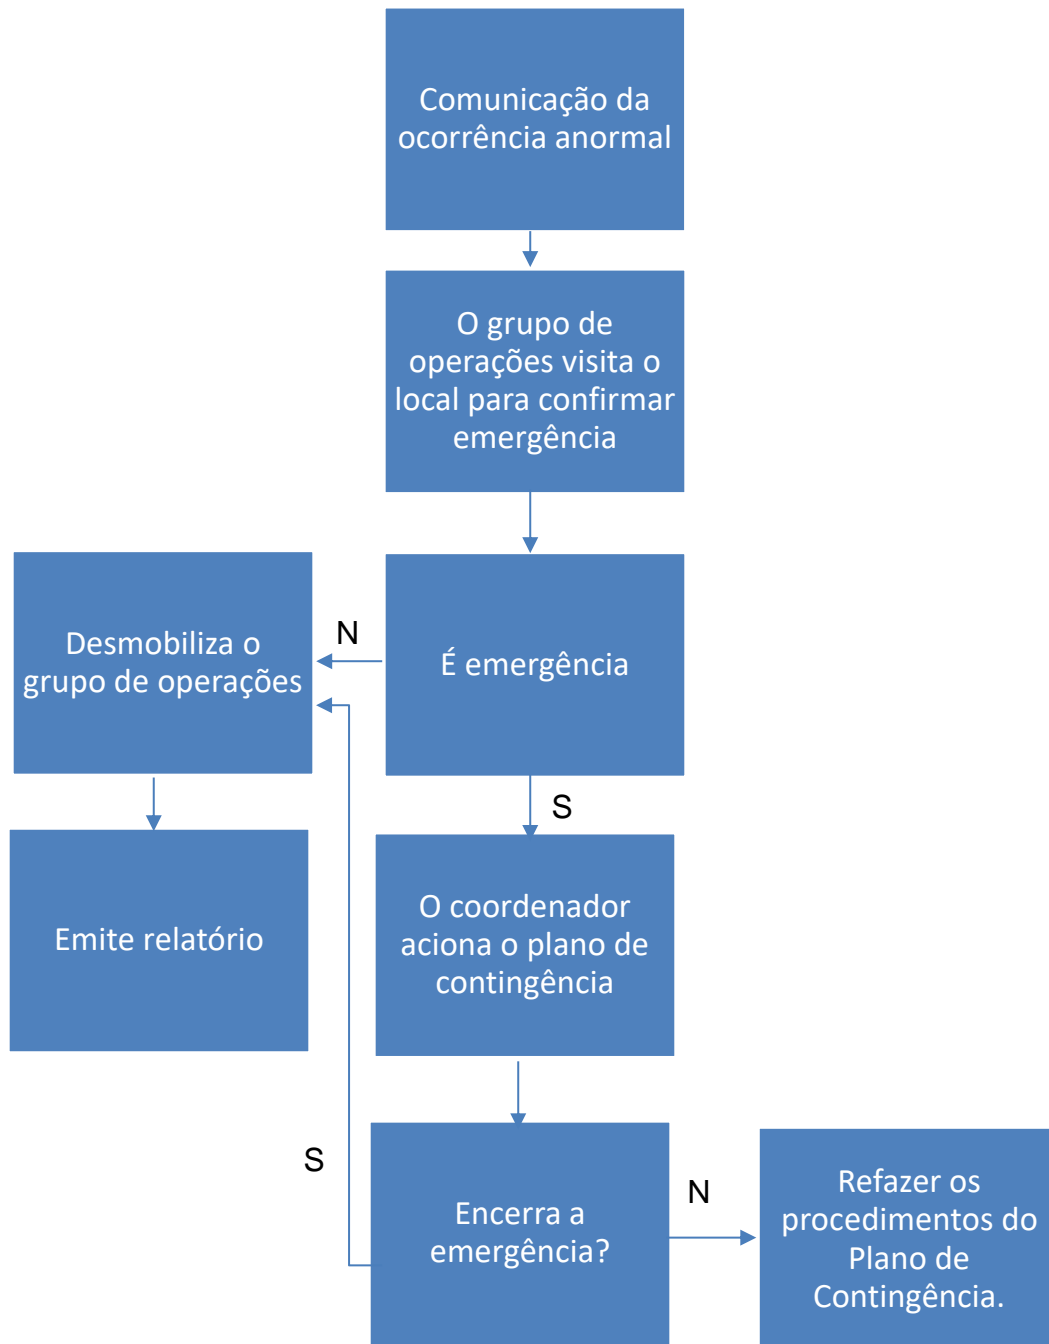 Comunicação da
ocorrência anormal
O grupo de
operações visita o
local para confirmar
emergência
Desmobiliza o
grupo de operações
N
É emergência
S
Emite relatório
O coordenador
aciona o plano de
contingência
S
Encerra a
emergência?
N
Refazer os
procedimentos do
Plano de
Contingência.